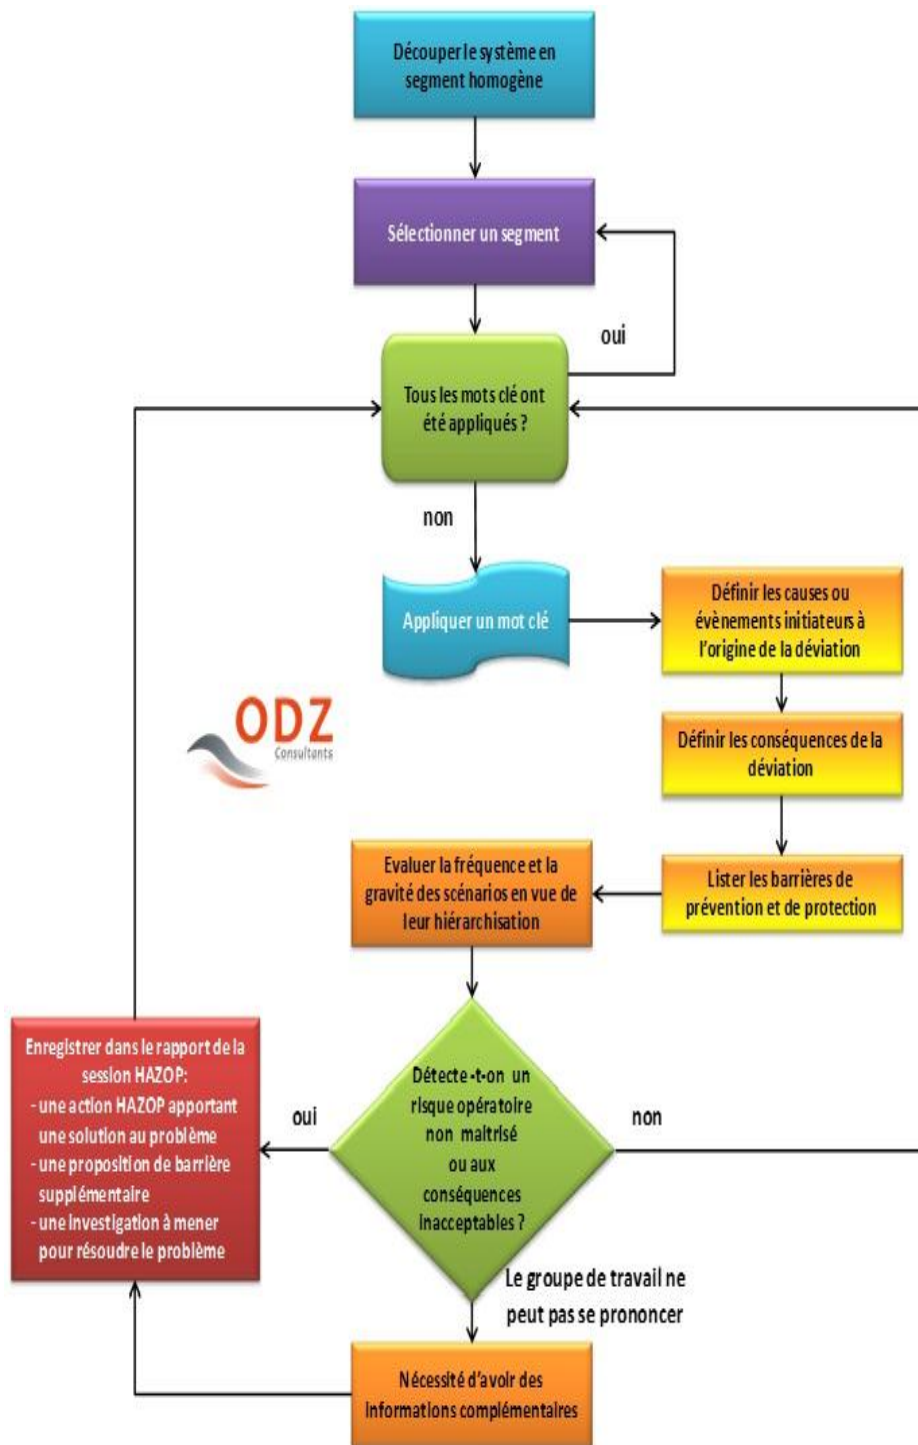 Découper le système en
segment homogène
Sélectionner un segment
oui
Tous les mots clé ont
été appliqués ?
non
Appliquer un mot clé
Définir les causes ou
évènements initiateurs à
l'origine de la déviation
ODZ
Consultants
Définir les conséquences de la
déviation
Evaluer la fréquence et la
gravité des scénarios en vue de
leur hiérarchisation
Lister les barrières de
prévention et de protection
Enregistrer dans le rapport de la
session HAZOP:
- une action HAZOP apportant
une solution au problème
- une proposition de barrière
supplémentaire
- une investigation à mener
pour résoudre le problème
oui
Détecte -t-on un
risque opératoire
non maitrisé
ou aux
conséquences
inacceptables ?
non
Le groupe de travail ne
peut pas se prononcer
Nécessité d'avoir des
informations complémentaires